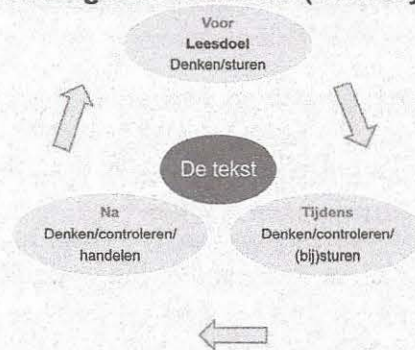 Voor
Leesdoel
Denken/sturen
De tekst
Na
Denken/controleren/
handelen
Tijdens
Denken/controleren/
(bij)sturen